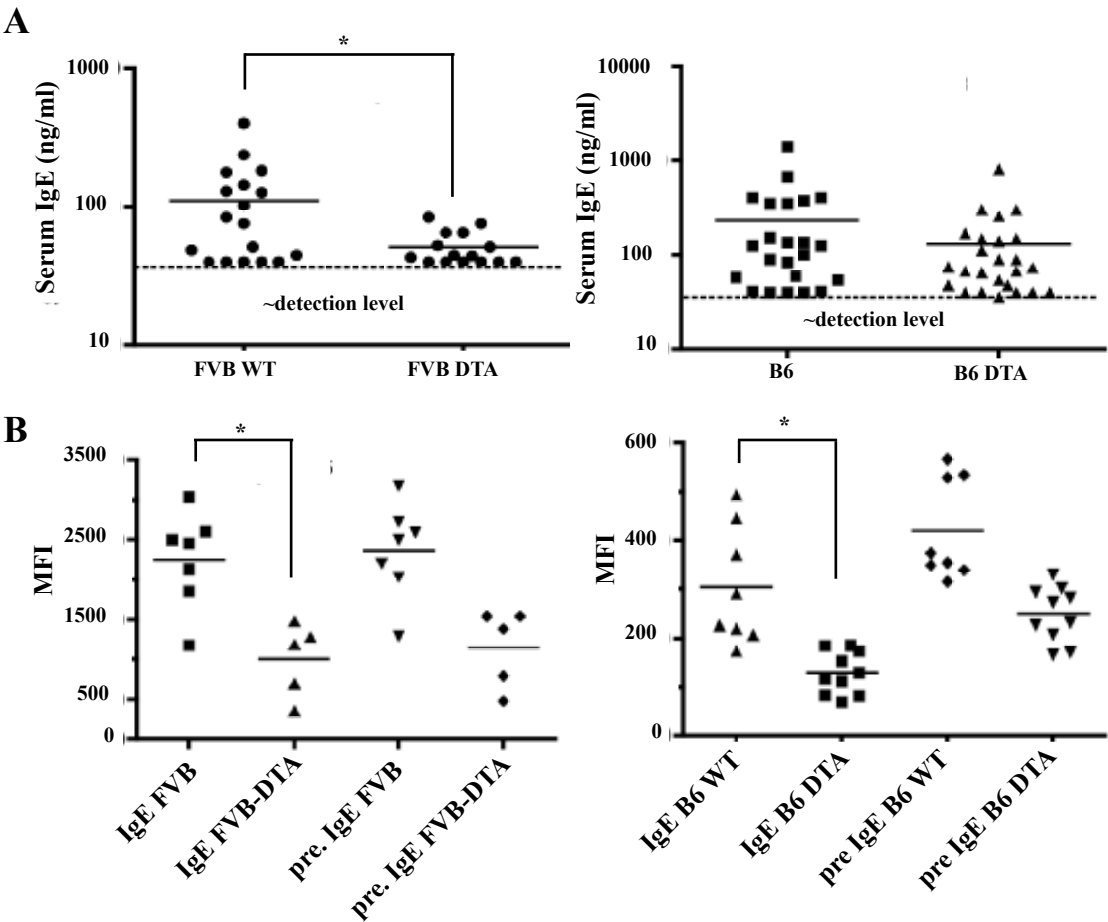 A
*
Serum IgE (ng/ml)
1000
100
10
~detection level
FVB WT
FVB DTA
Serum IgE (ng/ml)
10000
1000
100
10
~detection level
B6
B6 DTA
B
*
MFI
3500
2500
1500
500
0
IgE FVB
IgE FVB-DTA
pre. IgE FVB
pre. IgE FVB-DTA
*
MFI
600
400
200
0
IgE B6 WT
IgE B6 DTA
pre IgE B6 WT
pre IgE B6 DTA